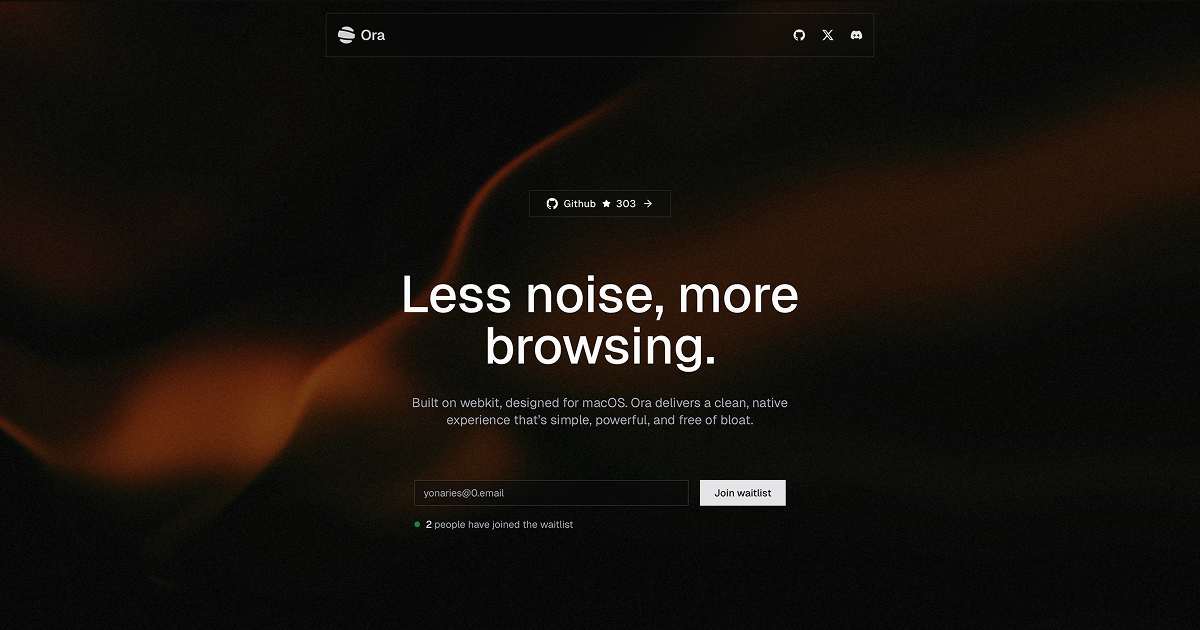 Ora
Github ★ 303 →
Less noise, more
browsing.
Built on webkit, designed for macOS. Ora delivers a clean, native
experience that's simple, powerful, and free of bloat.
yonaries@0.email
Join waitlist
2 people have joined the waitlist